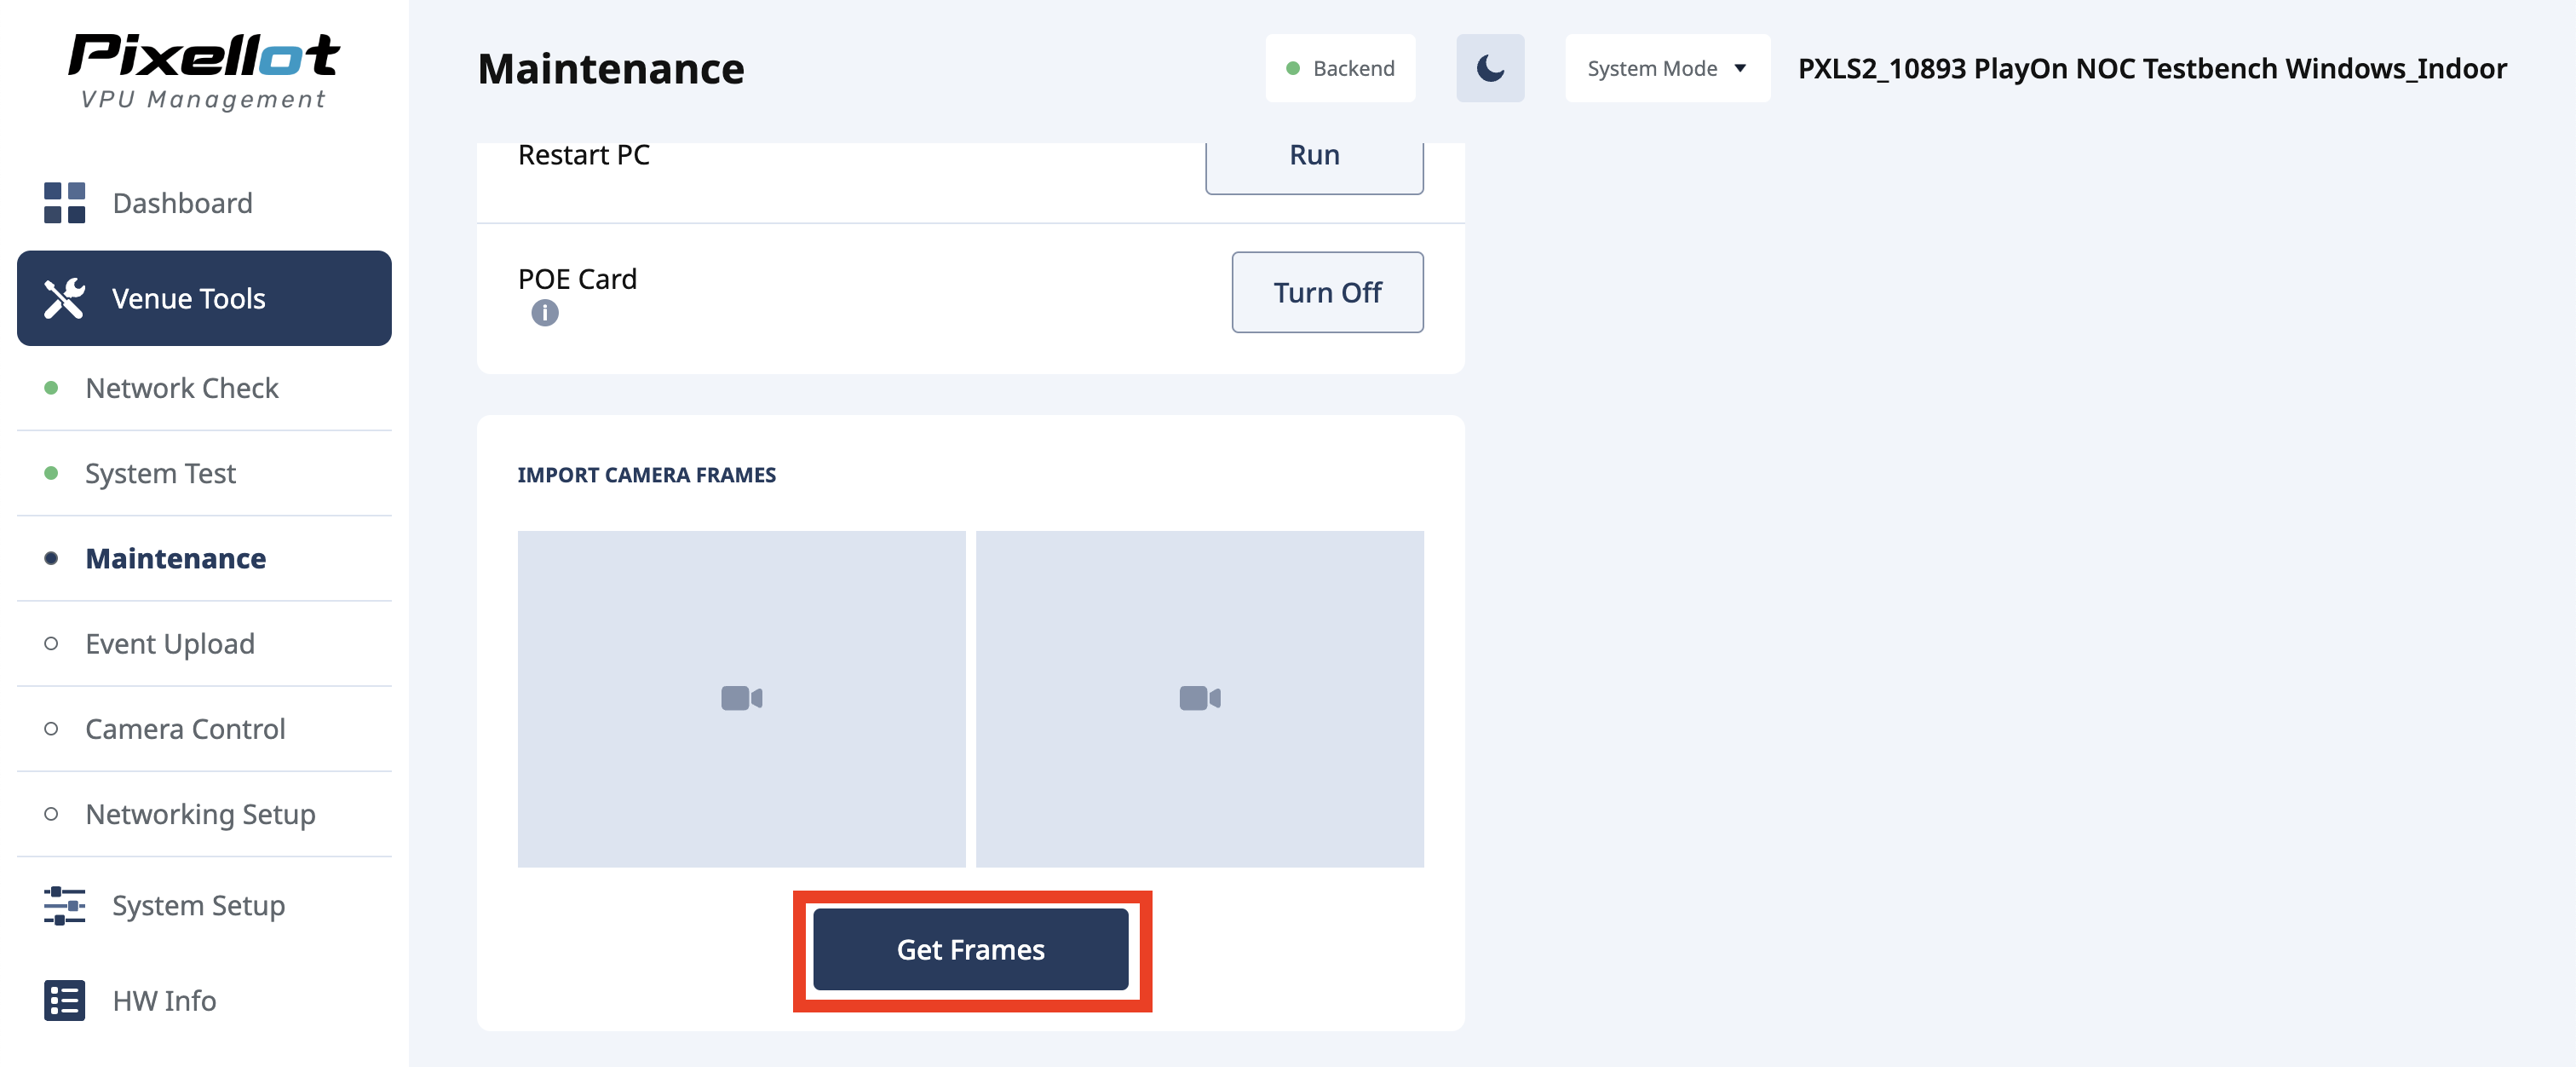 Pixellot
VPU Management
Dashboard
Venue Tools
Network Check
System Test
Maintenance
Event Upload
Camera Control
Networking Setup
System Setup
HW Info
Maintenance
Backend
System Mode
PXLS2_10893 PlayOn NOC Testbench Windows_Indoor
Restart PC
Run
POE Card
i
Turn Off
IMPORT CAMERA FRAMES
Get Frames